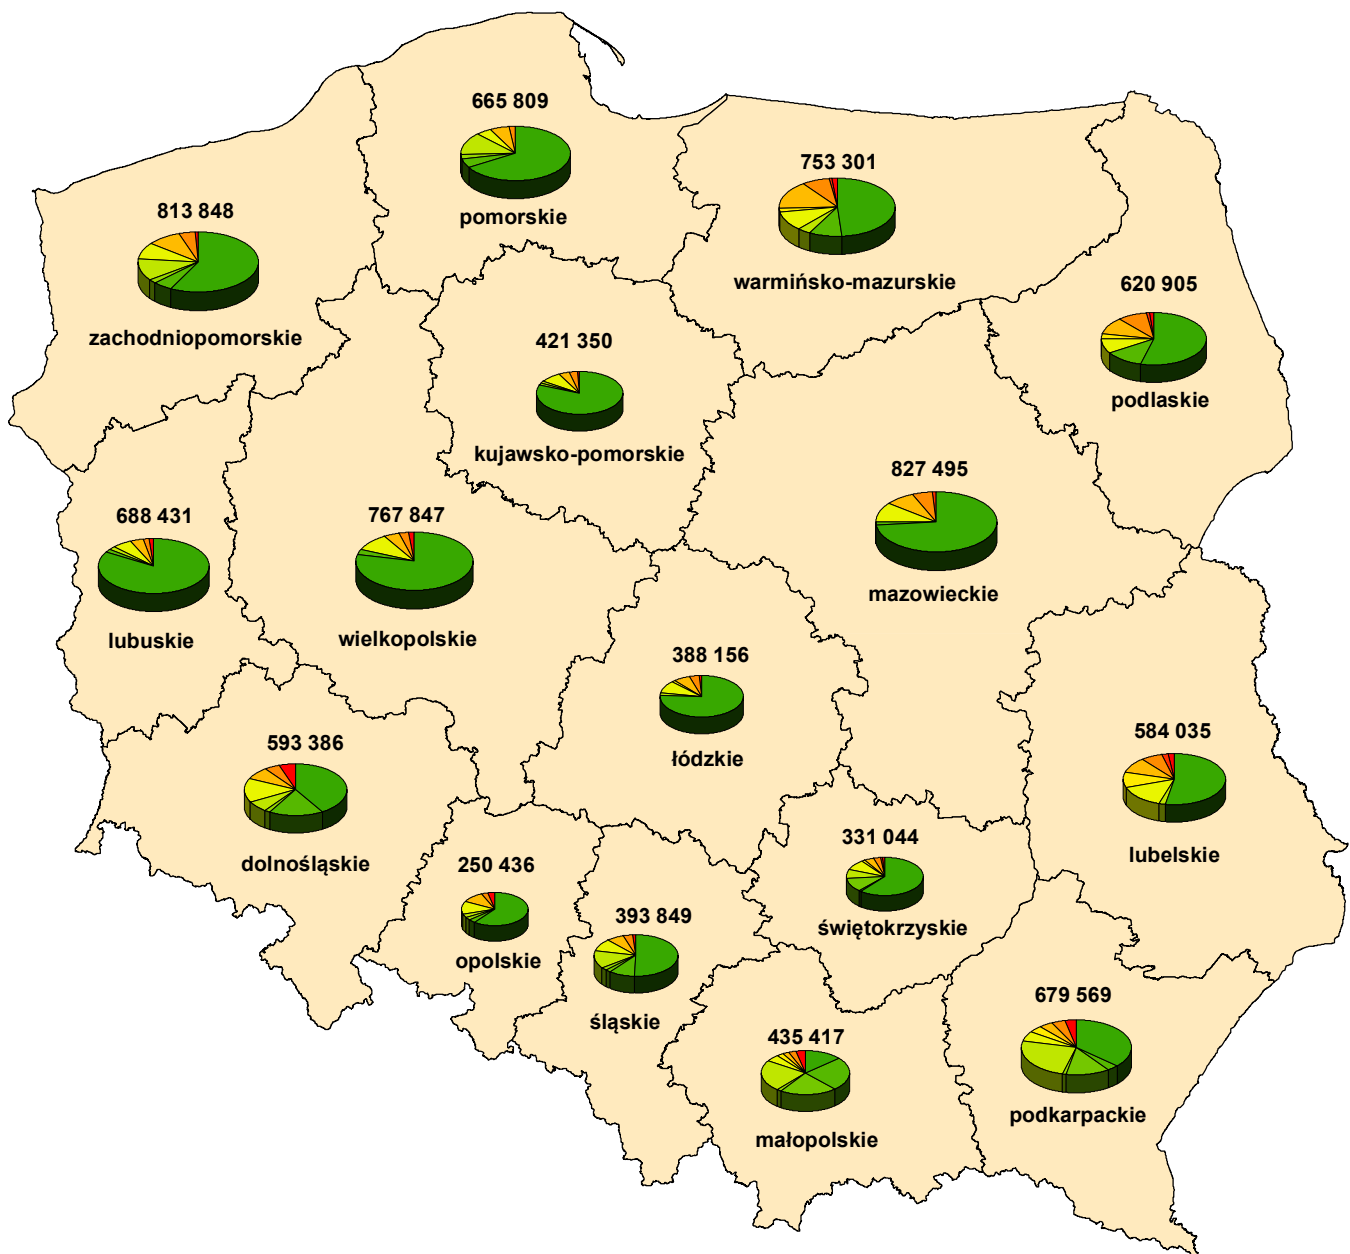 665 809
pomorskie
753 301
warmińsko-mazurskie
813 848
zachodniopomorskie
620 905
podlaskie
421 350
kujawsko-pomorskie
827 495
mazowieckie
688 431
lubuskie
767 847
wielkopolskie
388 156
łódzkie
593 386
dolnośląskie
584 035
lubelskie
331 044
świętokrzyskie
250 436
opolskie
393 849
śląskie
679 569
podkarpackie
435 417
małopolskie